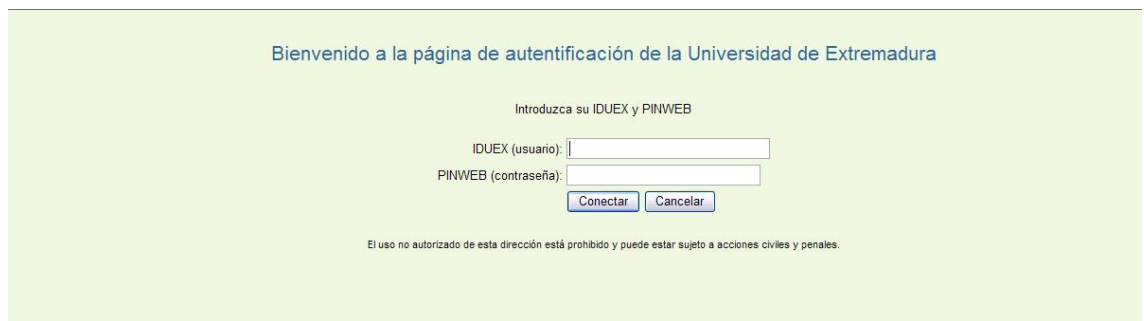 Bienvenido a la página de autentificación de la Universidad de Extremadura
Introduzca su IDUEX y PINWEB
IDUEX (usuario):
PINWEB (contraseña):
Conectar Cancelar
El uso no autorizado de esta dirección está prohibido y puede estar sujeto a acciones civiles y penales.